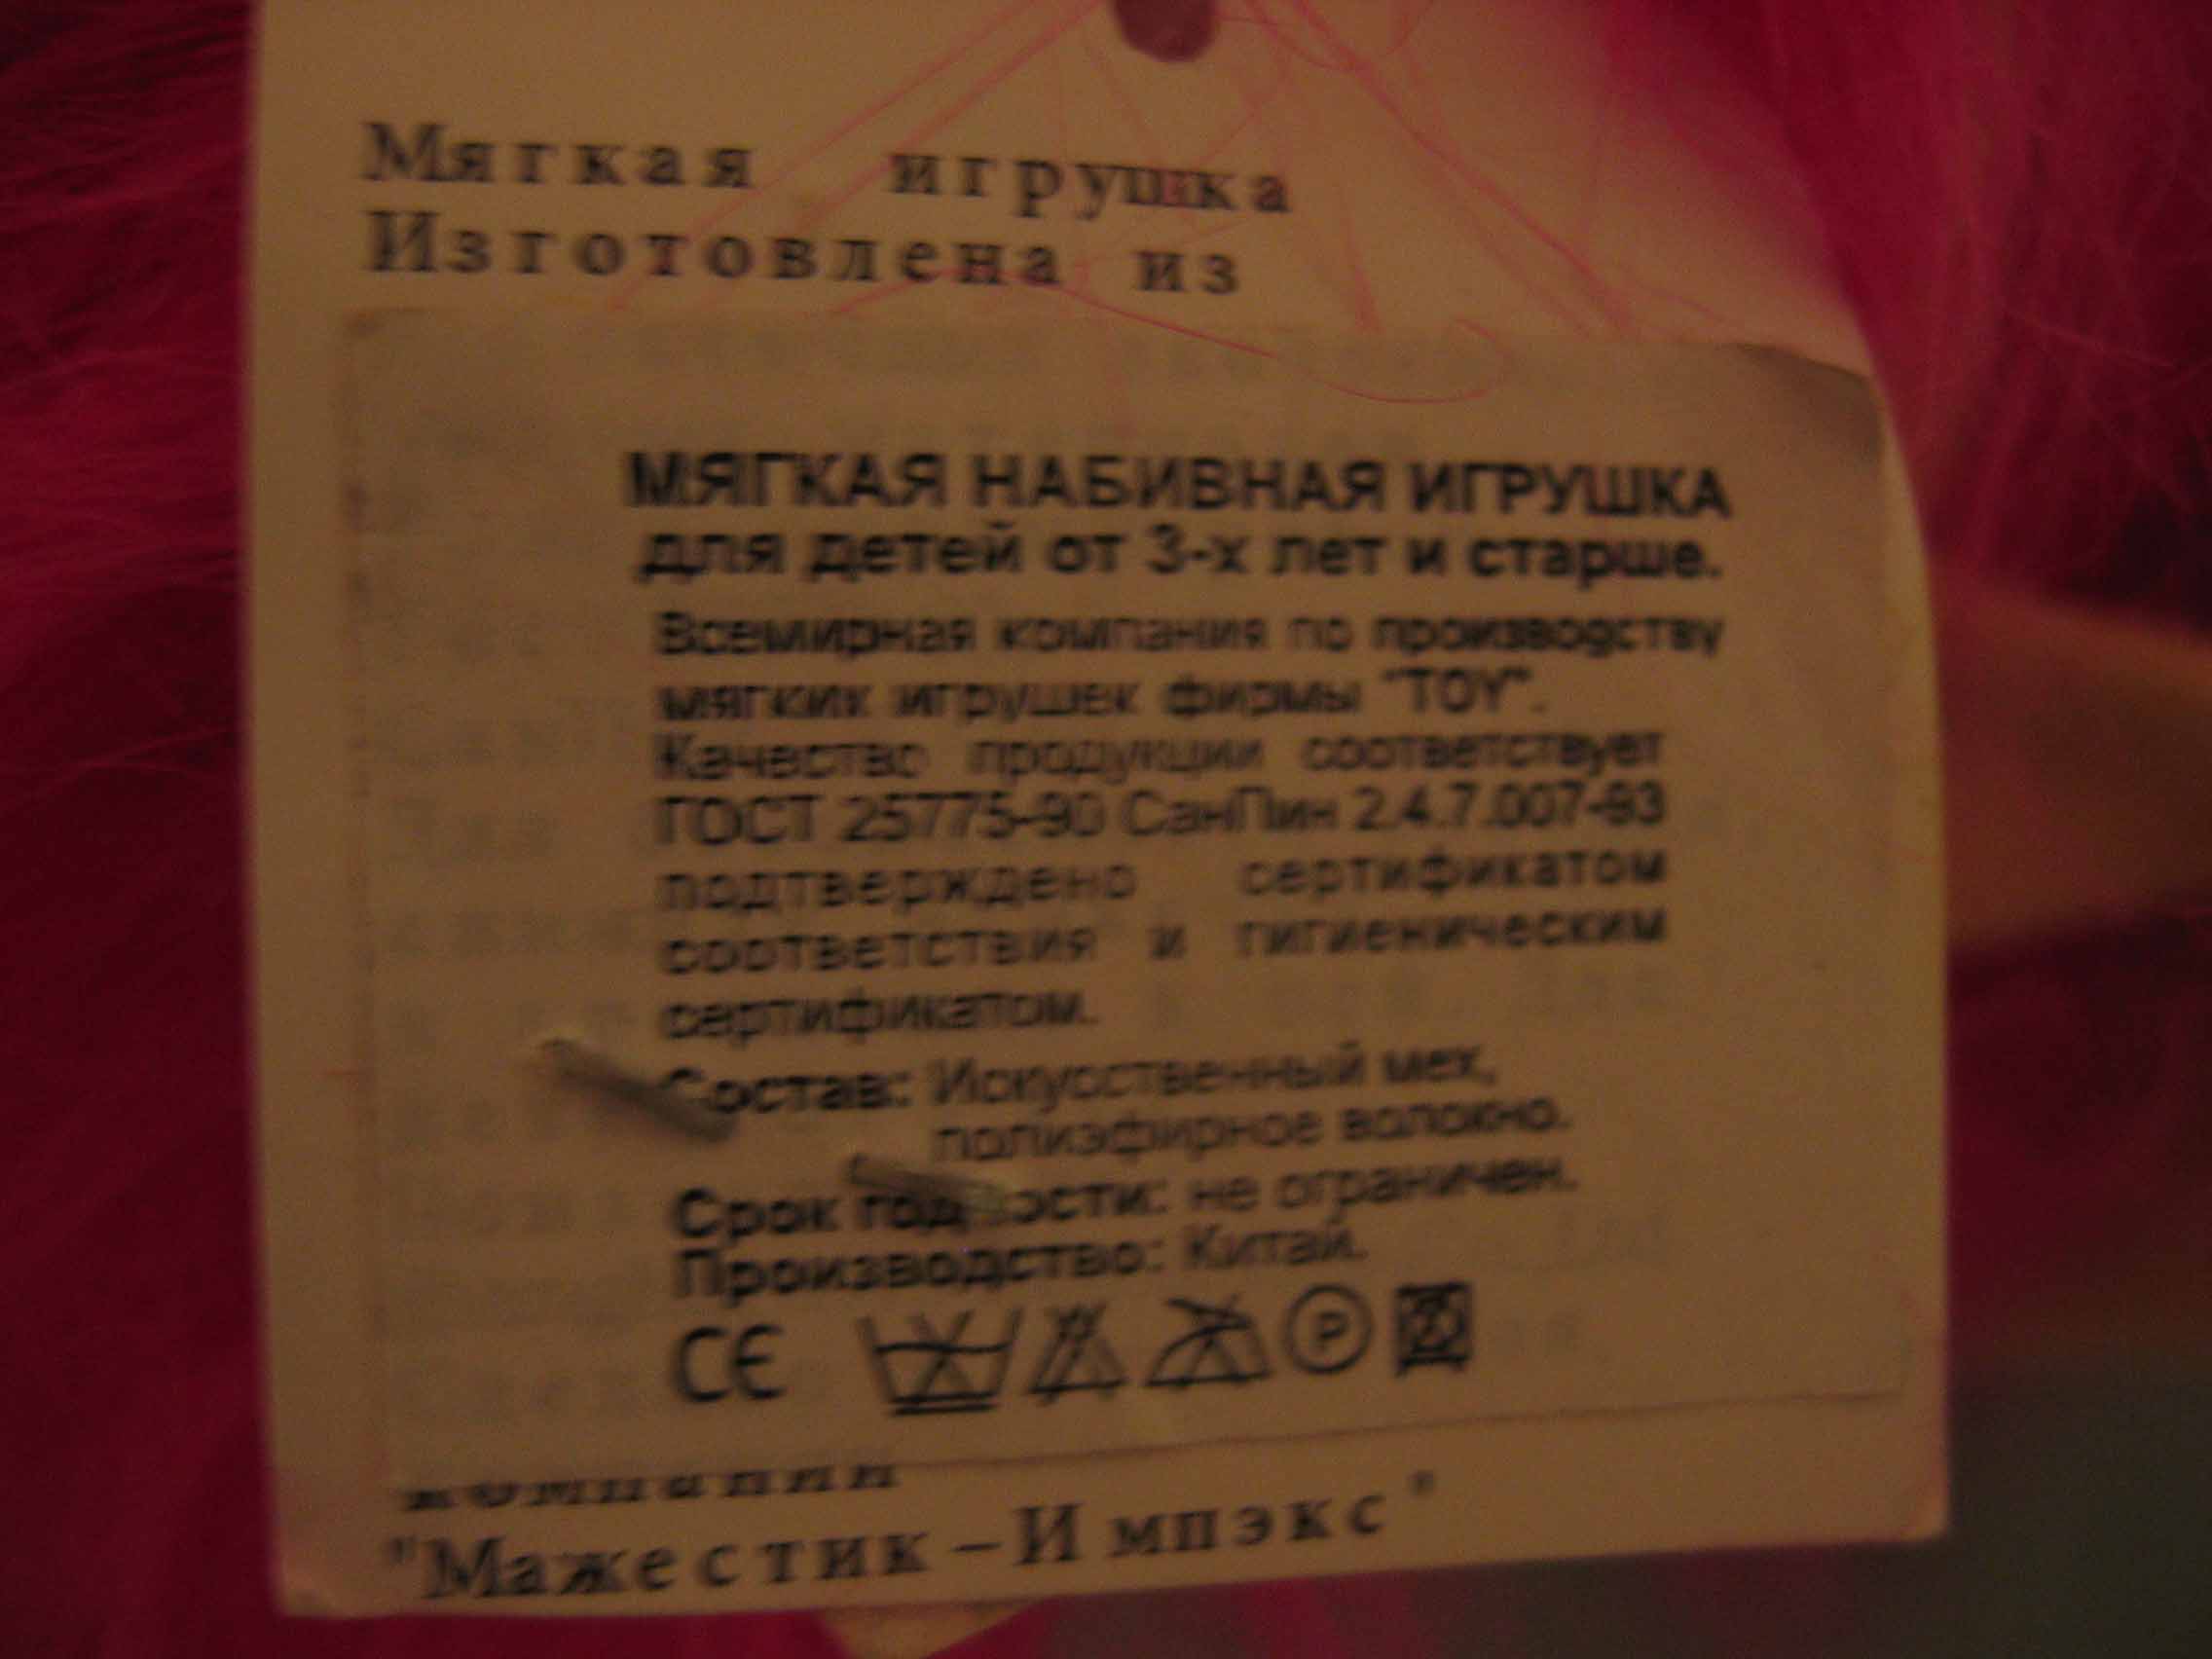 Мягкая игрушка
Изготовлена из
МЯГКАЯ НАБИВНАЯ ИГРУШКА
для детей от 3-х лет и старше.
Всемирная компания по производству
мягких игрушек фирмы "TOY".
Качество продукции соответствует
ГОСТ 25775-90 СанПин 2.4.7.007-93
подтверждено сертификатом
соответствия и гигиеническим
сертификатом.
Состав: Искусственный мех,
полиэфирное волокно.
Срок годности: не ограничен.
Производство: Китай.
CE P
компании
"Мажестик-Импэкс"